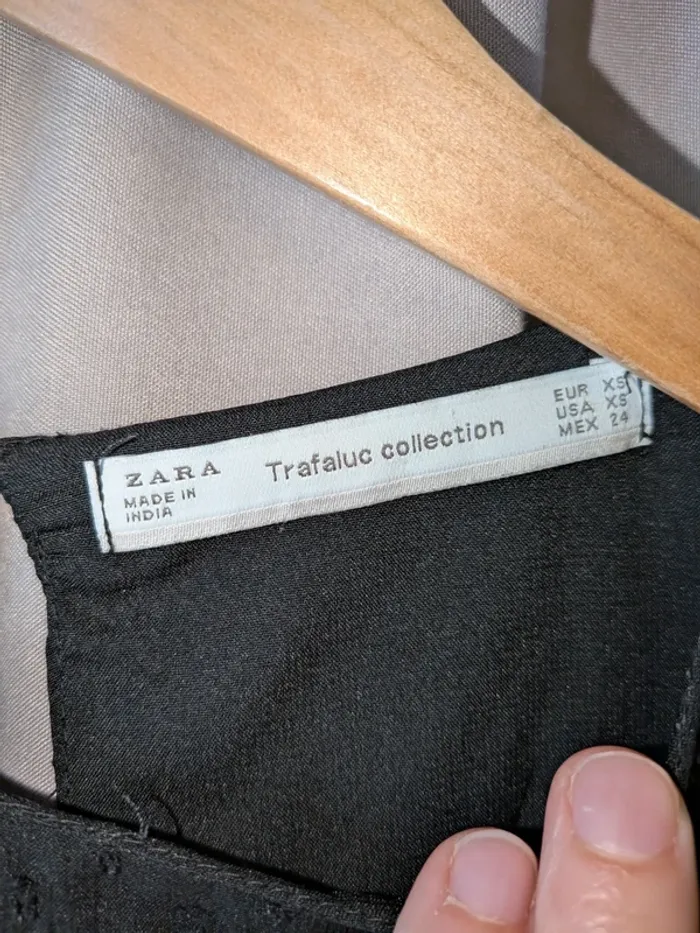 ZARA
MADE IN
INDIA
Trafaluc collection
EUR XS
USA XS
MEX 24